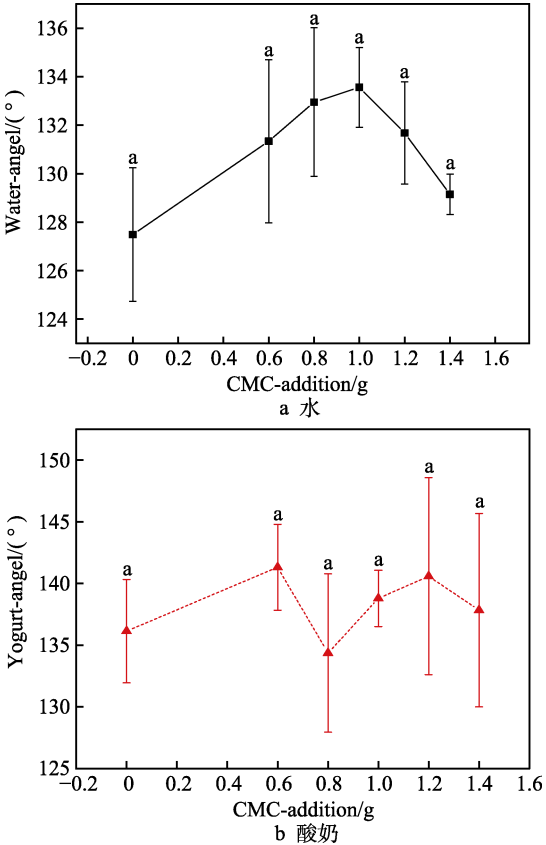 136
134
132
130
128
126
124
Water-angel/(°)
a a a a a a
−0.2 0 0.2 0.4 0.6 0.8 1.0 1.2 1.4 1.6
CMC-addition/g
a 水
150
145
140
135
130
125
Yogurt-angel/(°)
a a a a a a
−0.2 0 0.2 0.4 0.6 0.8 1.0 1.2 1.4 1.6
CMC-addition/g
b 酸奶